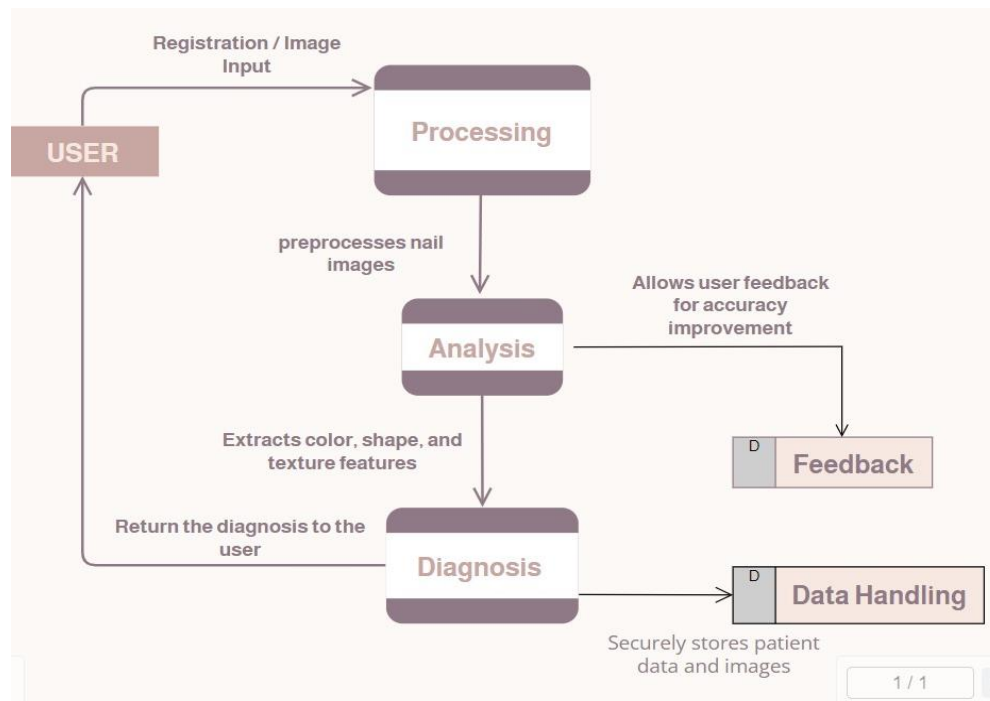 Registration / Image
Input
USER
Processing
preprocesses nail
images
Allows user feedback
for accuracy
improvement
Analysis
Extracts color, shape, and
texture features
D
Feedback
Return the diagnosis to the
user
Diagnosis
D
Data Handling
Securely stores patient
data and images
1 / 1